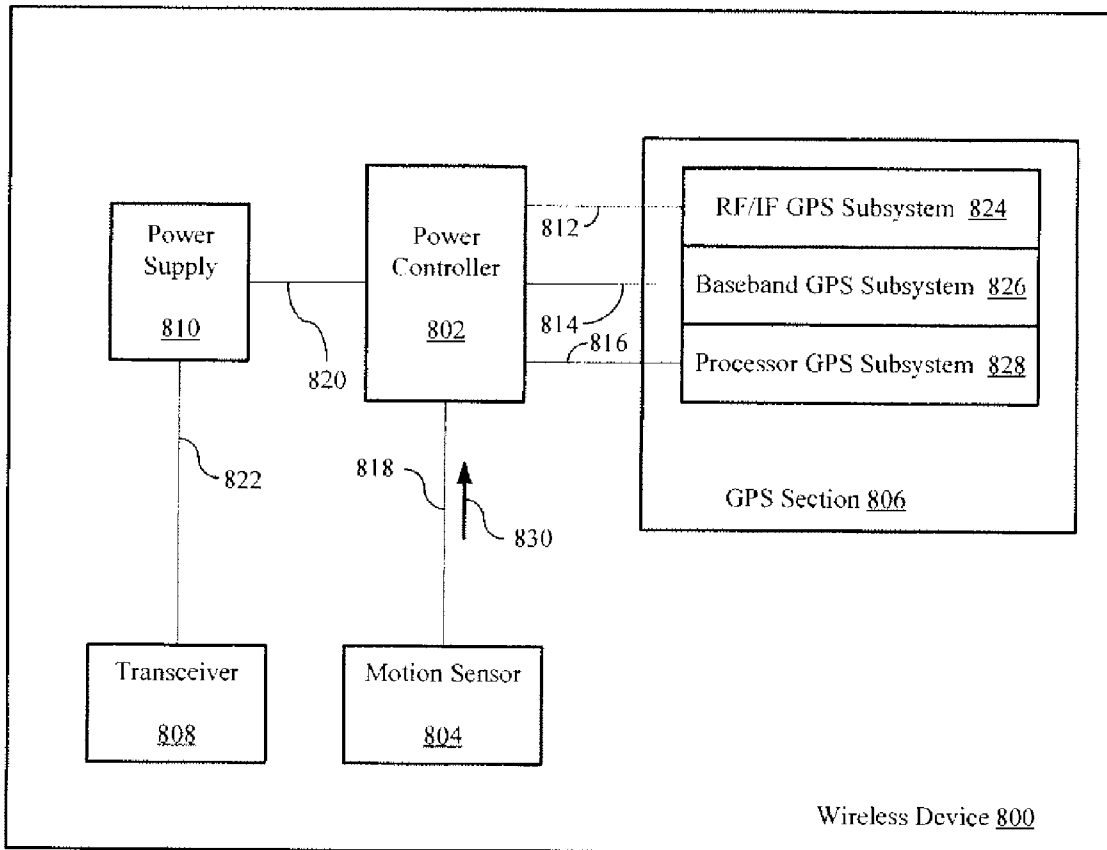 RF/IF GPS Subsystem 824
812
Power
Supply
810
Power
Controller
802
Baseband GPS Subsystem 826
814
816
Processor GPS Subsystem 828
820
822
818
830
GPS Section 806
Transceiver
808
Motion Sensor
804
Wireless Device 800